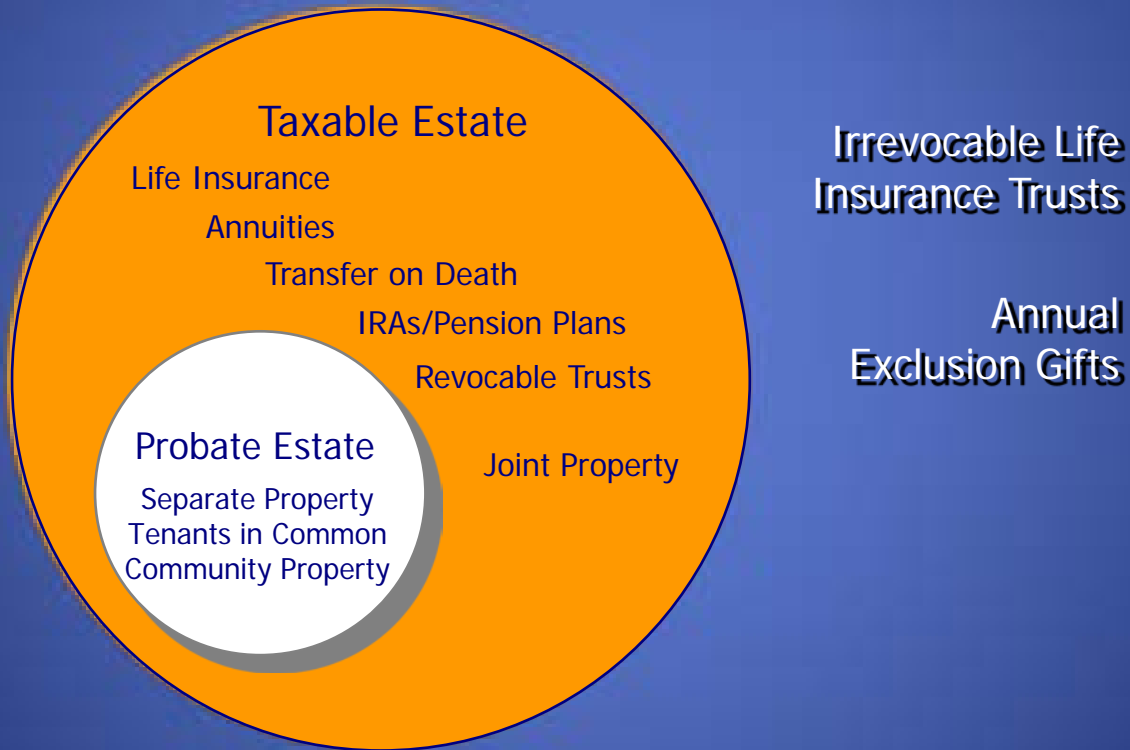 Taxable Estate
Life Insurance
Annuities
Transfer on Death
IRAs/Pension Plans
Revocable Trusts
Joint Property
Probate Estate
Separate Property
Tenants in Common
Community Property
Irrevocable Life
Insurance Trusts
Annual
Exclusion Gifts